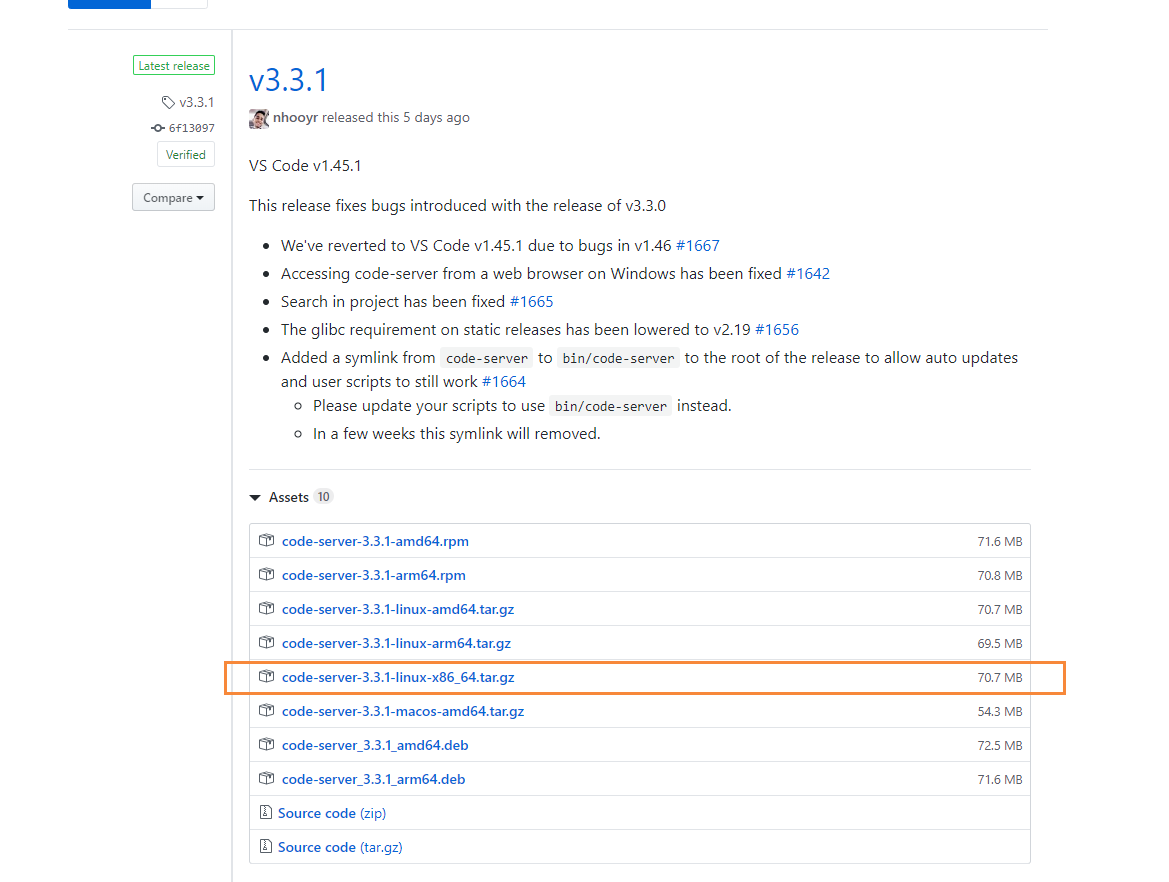 Latest release
v3.3.1
6f13097
Verified
Compare
v3.3.1
nhooyr released this 5 days ago
VS Code v1.45.1
This release fixes bugs introduced with the release of v3.3.0
We've reverted to VS Code v1.45.1 due to bugs in v1.46 #1667
Accessing code-server from a web browser on Windows has been fixed #1642
Search in project has been fixed #1665
The glibc requirement on static releases has been lowered to v2.19 #1656
Added a symlink from code-server to bin/code-server to the root of the release to allow auto updates
and user scripts to still work #1664
Please update your scripts to use bin/code-server instead.
In a few weeks this symlink will removed.
Assets 10
code-server-3.3.1-amd64.rpm 71.6 MB
code-server-3.3.1-arm64.rpm 70.8 MB
code-server-3.3.1-linux-amd64.tar.gz 70.7 MB
code-server-3.3.1-linux-arm64.tar.gz 69.5 MB
code-server-3.3.1-linux-x86_64.tar.gz 70.7 MB
code-server-3.3.1-macos-amd64.tar.gz 54.3 MB
code-server_3.3.1_amd64.deb 72.5 MB
code-server_3.3.1_arm64.deb 71.6 MB
Source code (zip)
Source code (tar.gz)